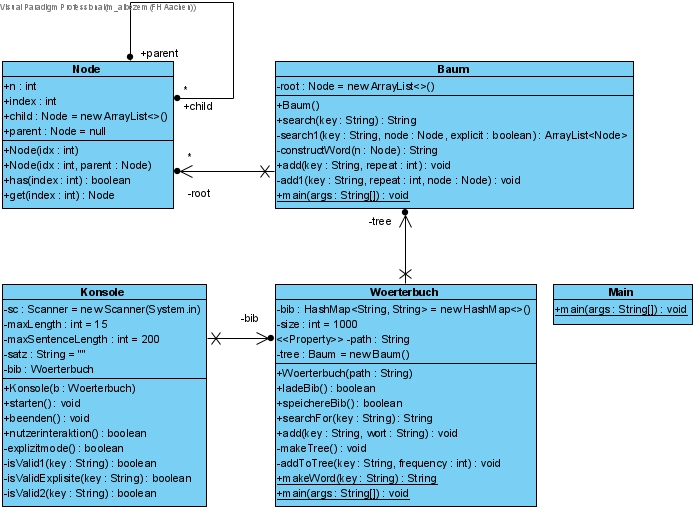 Visual Paradigm Professional(m_albezem (FH Aachen))
+parent
Node
+n : int
+index : int
+child : Node = new ArrayList<>()
+parent : Node = null
+Node(idx : int)
+Node(idx : int, parent : Node)
+has(index : int) : boolean
+get(index : int) : Node
*
+child
*
-root
Baum
-root : Node = new ArrayList<>()
+Baum()
+search(key : String) : String
-search1(key : String, node : Node, explicit : boolean) : ArrayList<Node>
-constructWord(n : Node) : String
+add(key : String, repeat : int) : void
-add1(key : String, repeat : int, node : Node) : void
+main(args : String[]) : void
-tree
Konsole
-sc : Scanner = new Scanner(System.in)
-maxLength : int = 15
-maxSentenceLength : int = 200
-satz : String = ""
-bib : Woerterbuch
+Konsole(b : Woerterbuch)
+starten() : void
+beenden() : void
+nutzerinteraktion() : boolean
-explizitmode() : boolean
-isValid1(key : String) : boolean
-isValidExplisite(key : String) : boolean
-isValid2(key : String) : boolean
-bib
Woerterbuch
-bib : HashMap<String, String> = new HashMap<>()
-size : int = 1000
<<Property>> -path : String
-tree : Baum = new Baum()
+Woerterbuch(path : String)
+ladeBib() : boolean
+speichereBib() : boolean
+searchFor(key : String) : String
+add(key : String, wort : String) : void
-makeTree() : void
-addToTree(key : String, frequency : int) : void
+makeWord(key : String) : String
+main(args : String[]) : void
Main
+main(args : String[]) : void